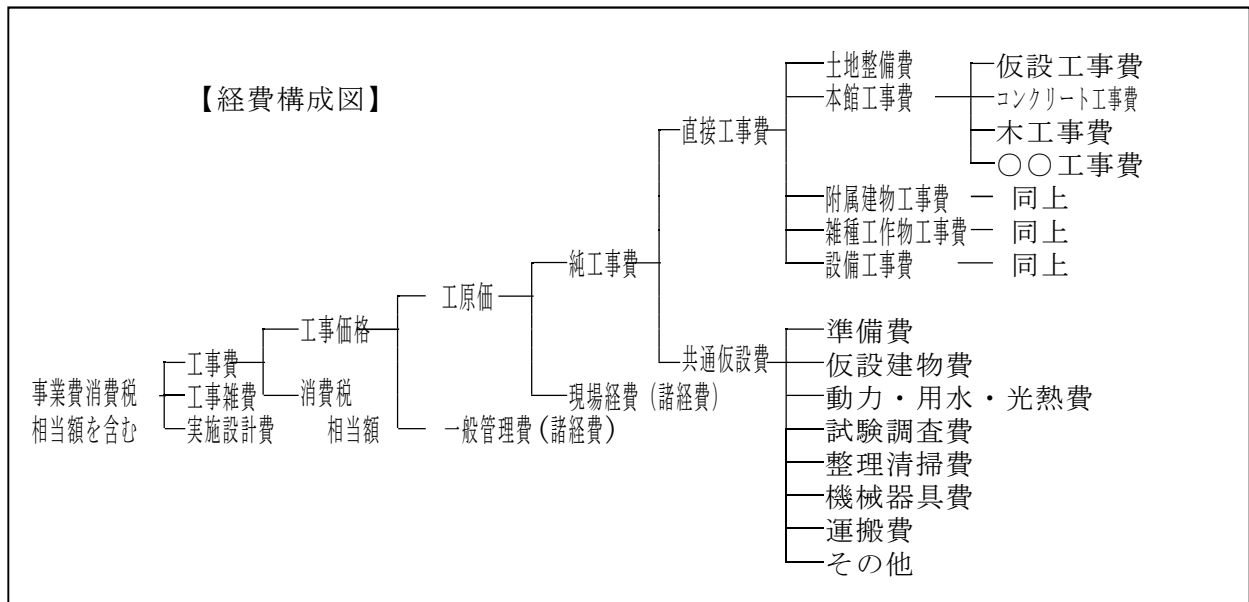 【経費構成図】
土地整備費
仮設工事費
本館工事費
コンクリート工事費
直接工事費
木工事費
○○工事費
附属建物工事費 ― 同上
雑種工作物工事費 ― 同上
設備工事費 ― 同上
純工事費
工原価
工事価格
準備費
共通仮設費
仮設建物費
工事費
事業費消費税
相当額を含む
工事雑費
実施設計費
消費税
相当額
現場経費(諸経費)
一般管理費(諸経費)
動力・用水・光熱費
試験調査費
整理清掃費
機械器具費
運搬費
その他